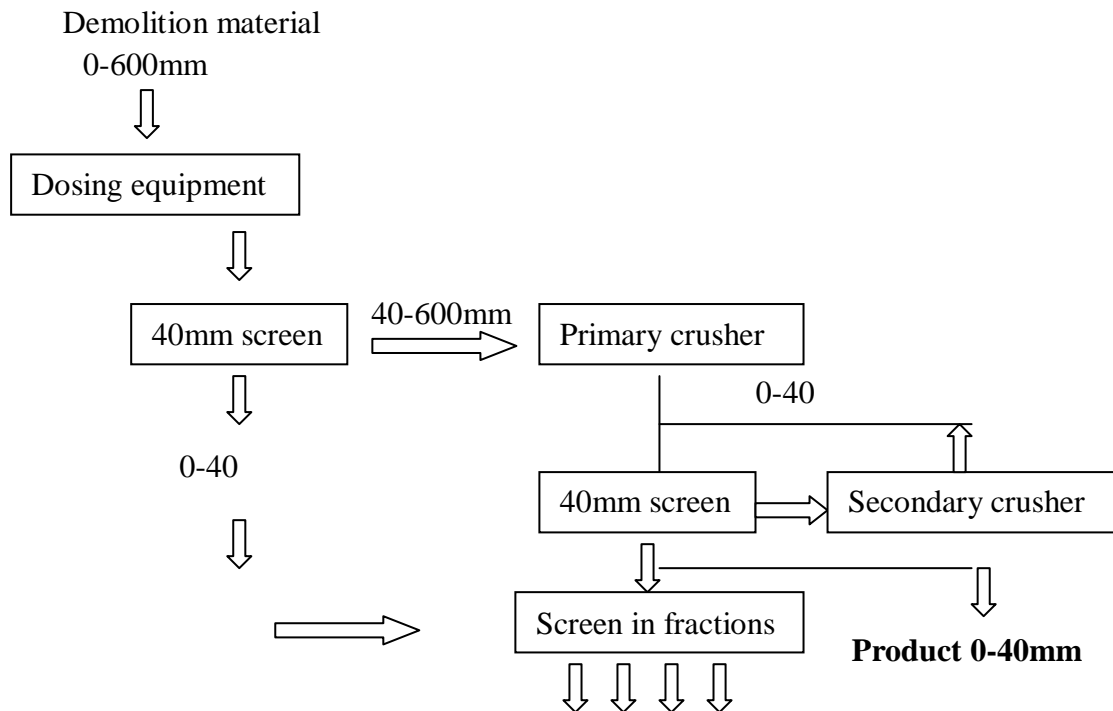 Demolition material
0-600mm
Dosing equipment
40-600mm
40mm screen
Primary crusher
0-40
0-40
40mm screen
Secondary crusher
Screen in fractions
Product 0-40mm